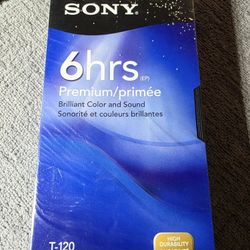 SONY
6hrs (EP)
Premium/primée
Brilliant Color and Sound
Sonorité et couleurs brillantes
T-120
HIGH
DURABILITY